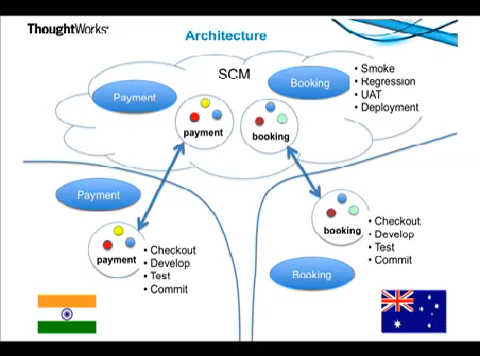 ThoughtWorks®
Architecture
SCM
Payment
Booking
• Smoke
• Regression
• UAT
• Deployment
payment
booking
Payment
payment
• Checkout
• Develop
• Test
• Commit
booking
• Checkout
• Develop
• Test
• Commit
Booking